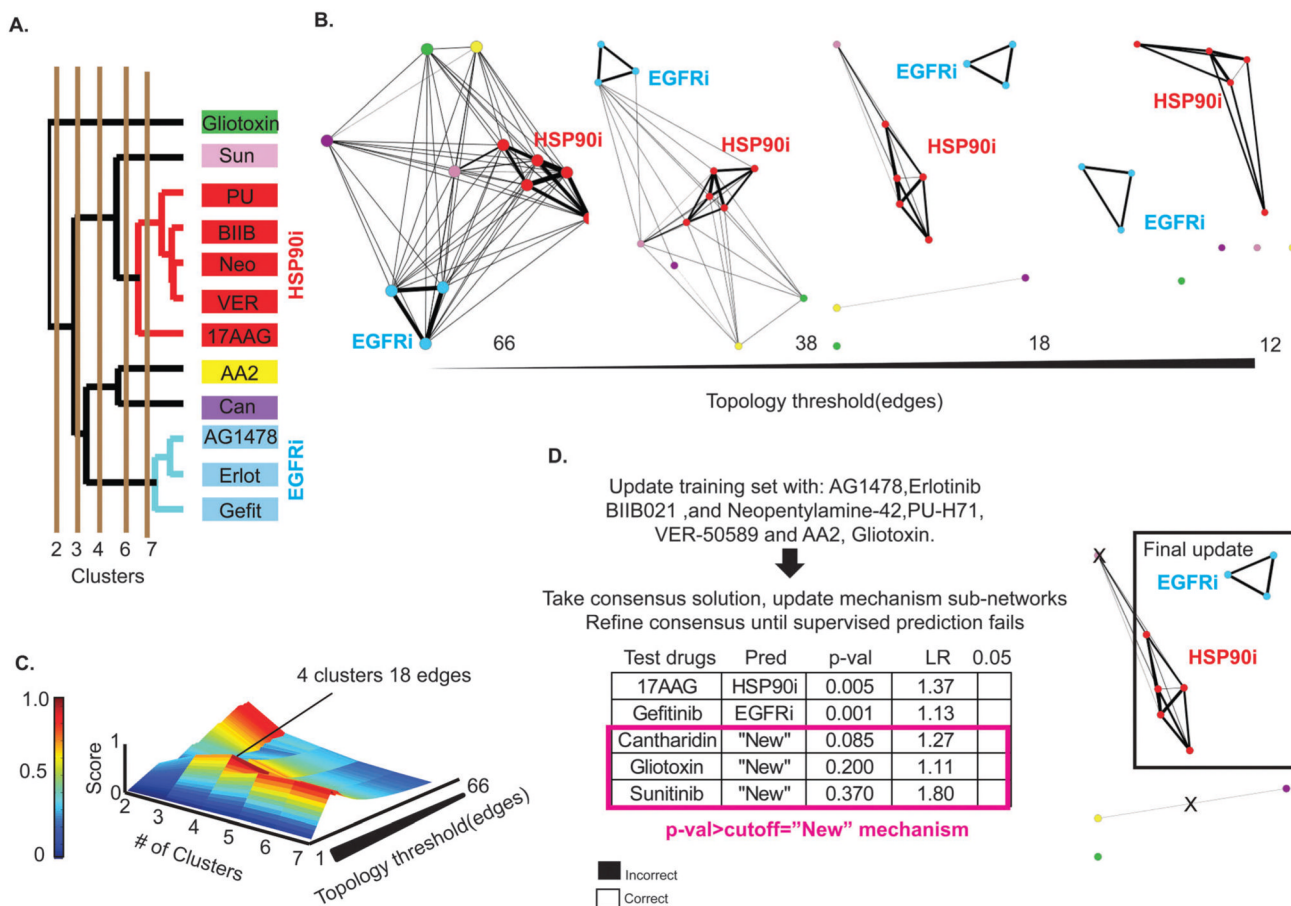 A.
Gliotoxin
Sun
PU
BIIB
Neo
VER
17AAG
HSP90i
AA2
Can
AG1478
Erlot
Gefit
EGFRi
2 3 4 6 7
Clusters
B.
EGFRi
HSP90i
HSP90i
EGFRi
66
38
EGFRi
HSP90i
18
HSP90i
EGFRi
12
Topology threshold(edges)
C.
1.0
0.5
0
4 clusters 18 edges
Score
1
0
2 3 4 5 6 7
# of Clusters
1
66
Topology threshold(edges)
D.
Update training set with: AG1478,Erlotinib
BIIB021 ,and Neopentylamine-42,PU-H71,
VER-50589 and AA2, Gliotoxin.
Take consensus solution, update mechanism sub-networks
Refine consensus until supervised prediction fails
Test drugs Pred p-val LR 0.05
17AAG HSP90i 0.005 1.37
Gefitinib EGFRi 0.001 1.13
Cantharidin "New" 0.085 1.27
Gliotoxin "New" 0.200 1.11
Sunitinib "New" 0.370 1.80
p-val>cutoff=”New” mechanism
Incorrect
Correct
X
Final update
EGFRi
HSP90i
X